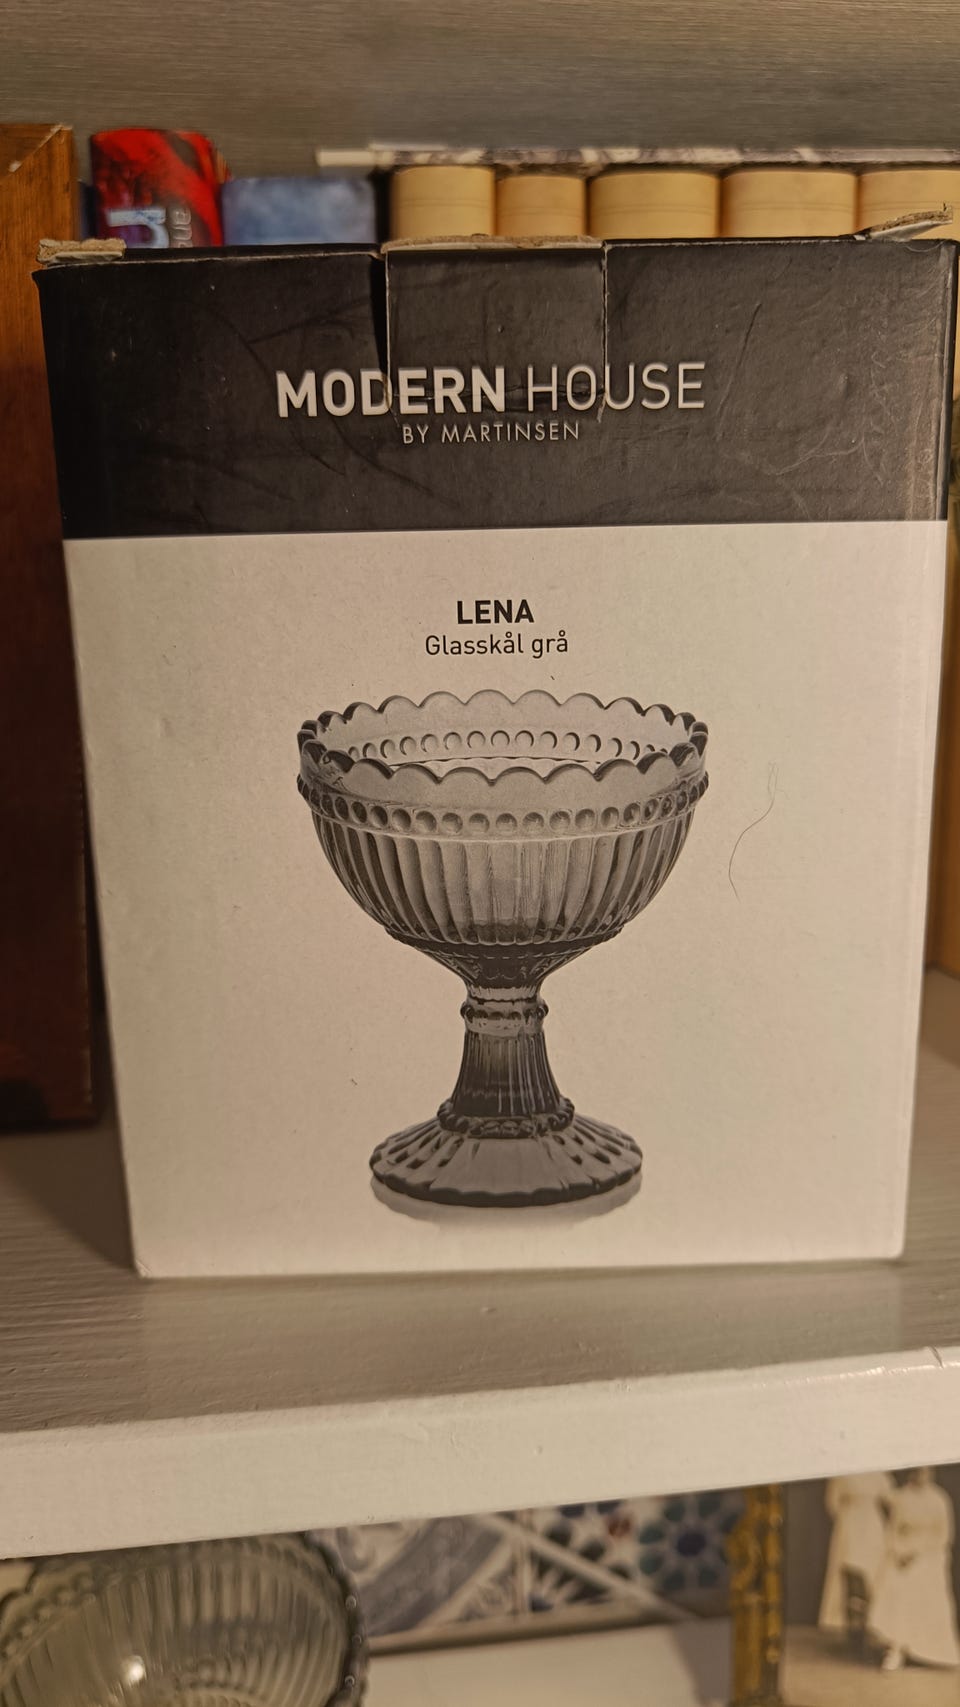 MODERN HOUSE
BY MARTINSEN
LENA
Glasskål grå